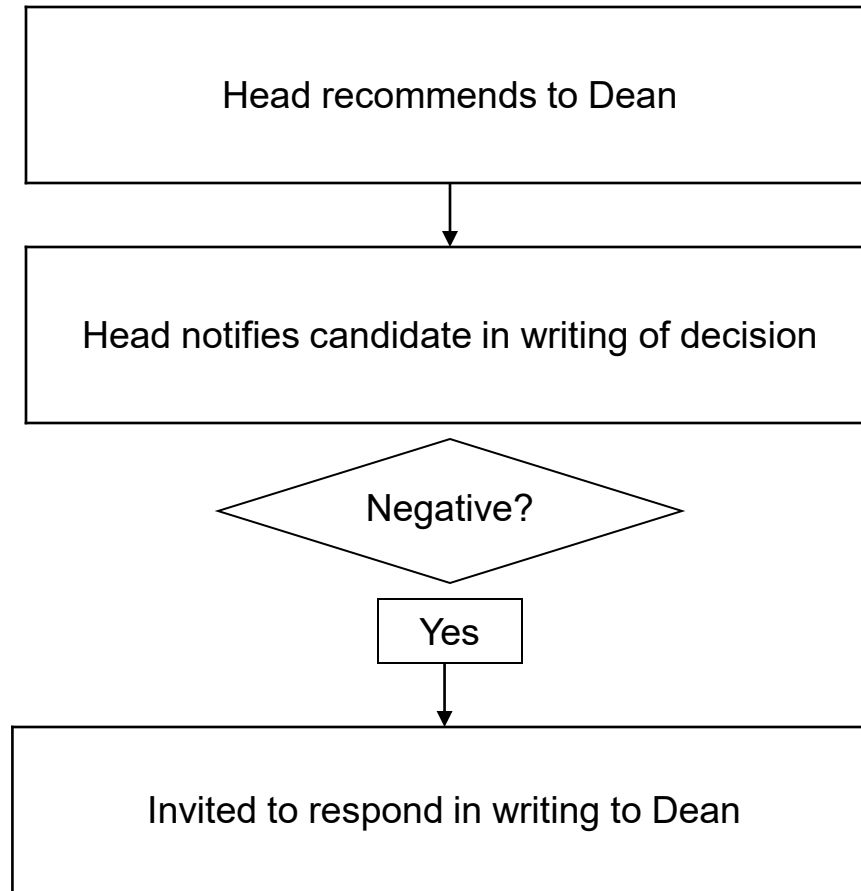 Head recommends to Dean
Head notifies candidate in writing of decision
Negative?
Yes
Invited to respond in writing to Dean